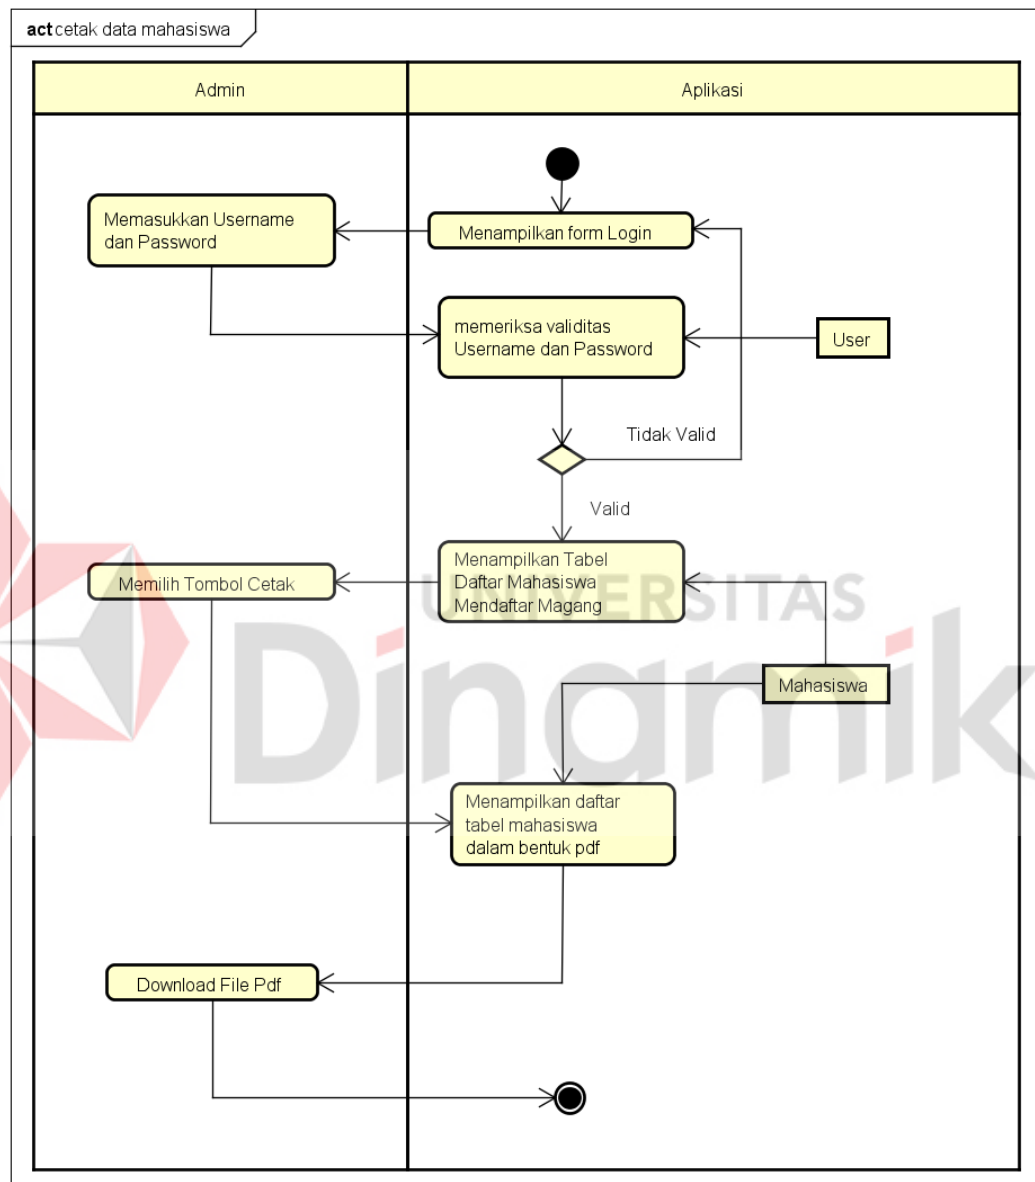 act cetak data mahasiswa
Admin
Aplikasi
Memasukkan Username
dan Password
Menampilkan form Login
memeriksa validitas
Username dan Password
User
Tidak Valid
Valid
Menampilkan Tabel
Daftar Mahasiswa
Mendaftar Magang
Memilih Tombol Cetak
UNIVERSITAS
Dinamika
Mahasiswa
Menampilkan daftar
tabel mahasiswa
dalam bentuk pdf
Download File Pdf